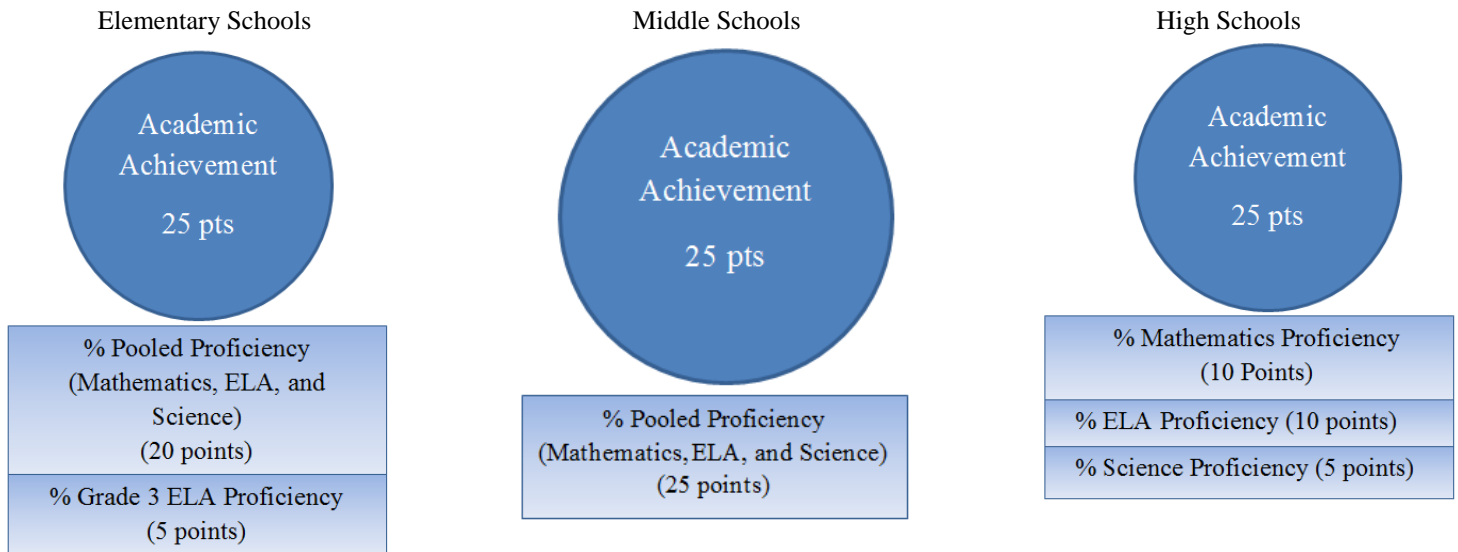 Elementary Schools
Academic
Achievement
25 pts
% Pooled Proficiency
(Mathematics, ELA, and
Science)
(20 points)
% Grade 3 ELA Proficiency
(5 points)
Middle Schools
Academic
Achievement
25 pts
% Pooled Proficiency
(Mathematics, ELA, and Science)
(25 points)
High Schools
Academic
Achievement
25 pts
% Mathematics Proficiency
(10 Points)
% ELA Proficiency (10 points)
% Science Proficiency (5 points)